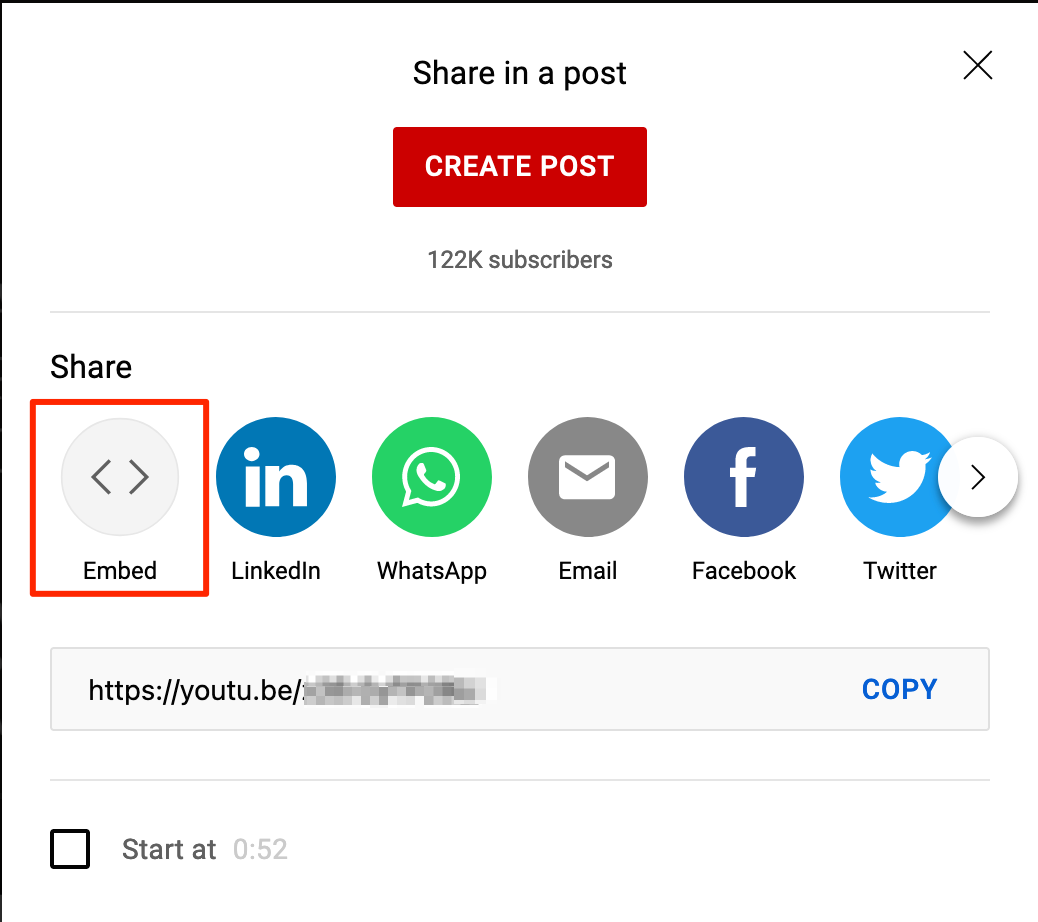 Share in a post
CREATE POST
122K subscribers
Share
Embed
LinkedIn
WhatsApp
Email
Facebook
Twitter
https://youtu.be/
COPY
Start at 0:52